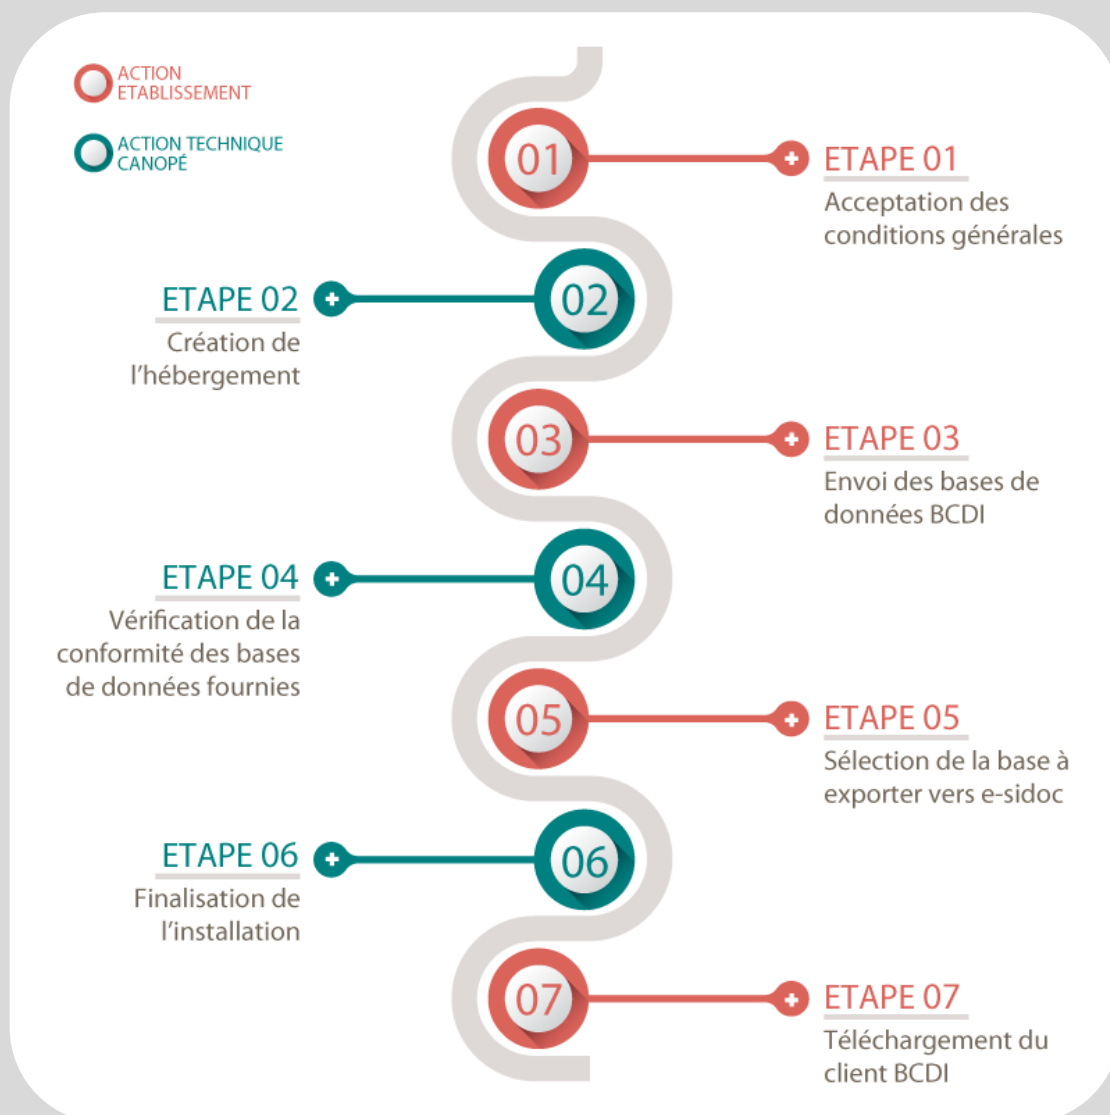 ACTION
ETABLISSEMENT
ACTION TECHNIQUE
CANOPÉ
01
ETAPE 01
Acceptation des
conditions générales
02
ETAPE 02
Création de
l'hébergement
03
ETAPE 03
Envoi des bases de
données BCDI
04
ETAPE 04
Vérification de la
conformité des bases
de données fournies
05
ETAPE 05
Sélection de la base à
exporter vers e-sidoc
06
ETAPE 06
Finalisation de
l'installation
07
ETAPE 07
Téléchargement du
client BCDI